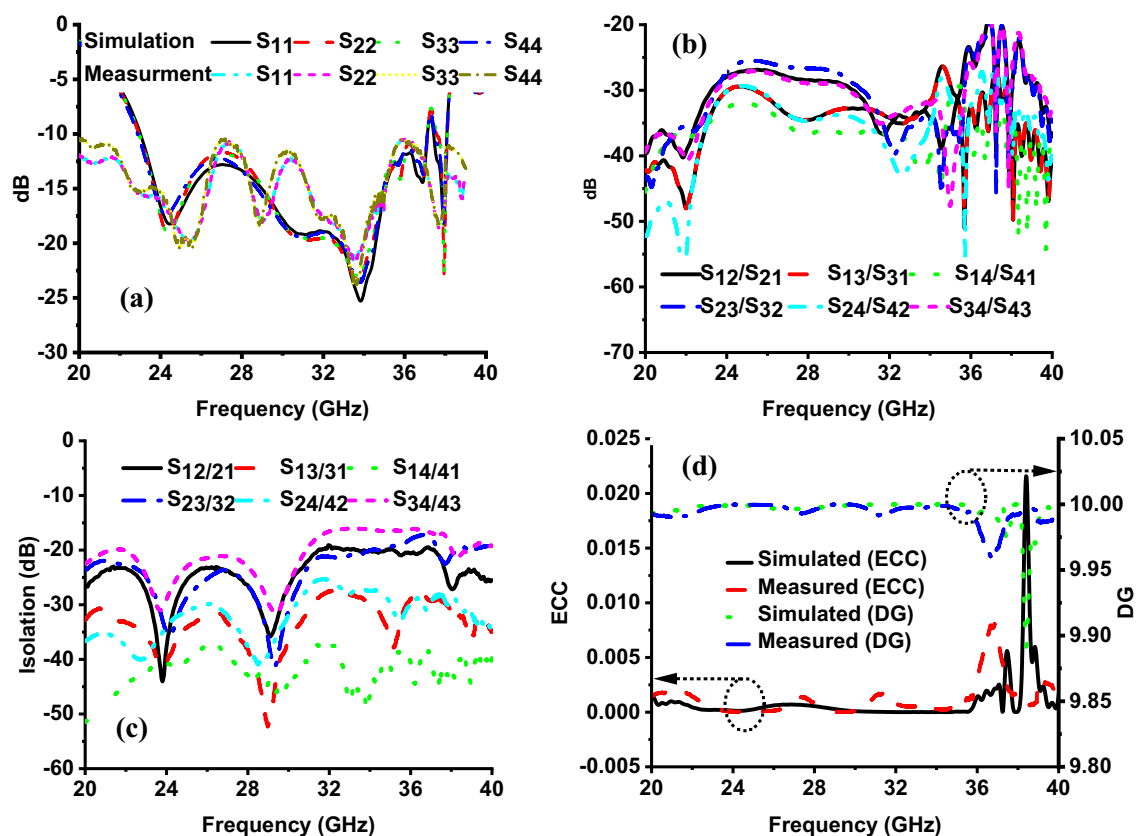 0
-5
-10
-15
-20
-25
-30
dB
Simulation S11 S22 S33 S44
Measurment S11 S22 S33 S44
(a)
20 24 28 32 36 40
Frequency (GHz)
-20
-30
-40
-50
-60
-70
dB
(b)
S12/S21 S13/S31 S14/S41
S23/S32 S24/S42 S34/S43
20 24 28 32 36 40
Frequency (GHz)
0
-10
-20
-30
-40
-50
-60
Isolation (dB)
S12/21 S13/31 S14/41
S23/32 S24/42 S34/43
(c)
20 24 28 32 36 40
Frequency (GHz)
0.025
0.020
0.015
0.010
0.005
0.000
-0.005
ECC
(d)
Simulated (ECC)
Measured (ECC)
Simulated (DG)
Measured (DG)
10.05
10.00
9.95
9.90
9.85
9.80
DG
20 24 28 32 36 40
Frequency (GHz)